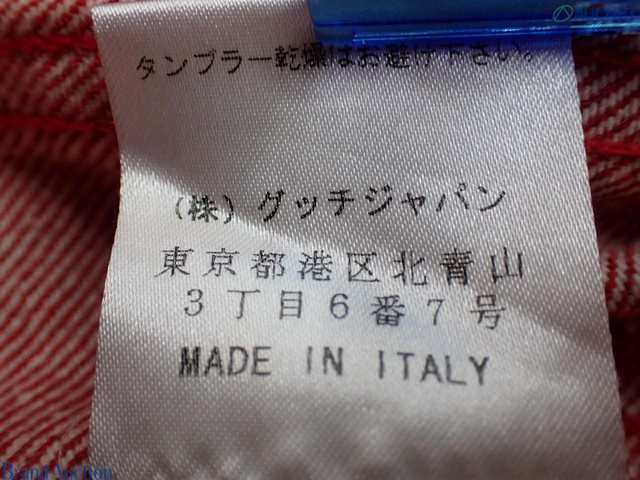 タンブラー乾燥はお避け下さい。
(株)グッチジャパン
東京都港区北青山
3丁目6番7号
MADE IN ITALY
Brand Auction